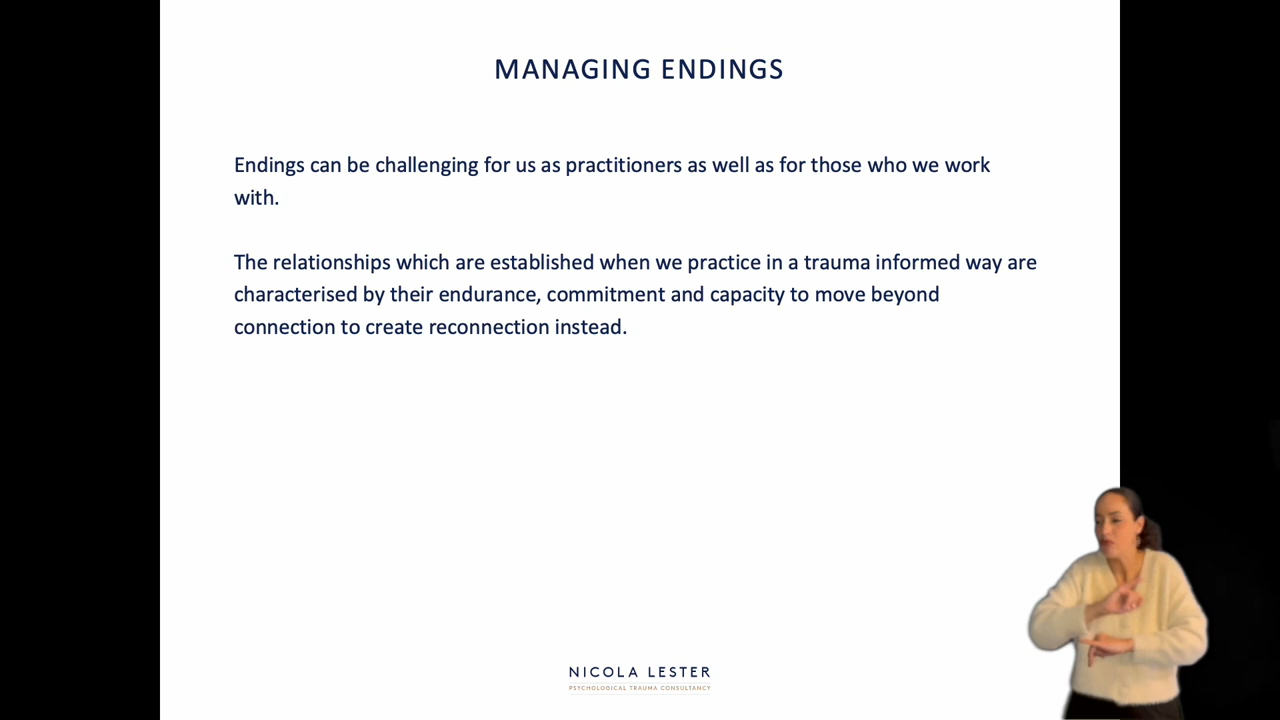 MANAGING ENDINGS
Endings can be challenging for us as practitioners as well as for those who we work
with.
The relationships which are established when we practice in a trauma informed way are
characterised by their endurance, commitment and capacity to move beyond
connection to create reconnection instead.
NICOLA LESTER
PSYCHOLOGICAL TRAUMA CONSULTANCY